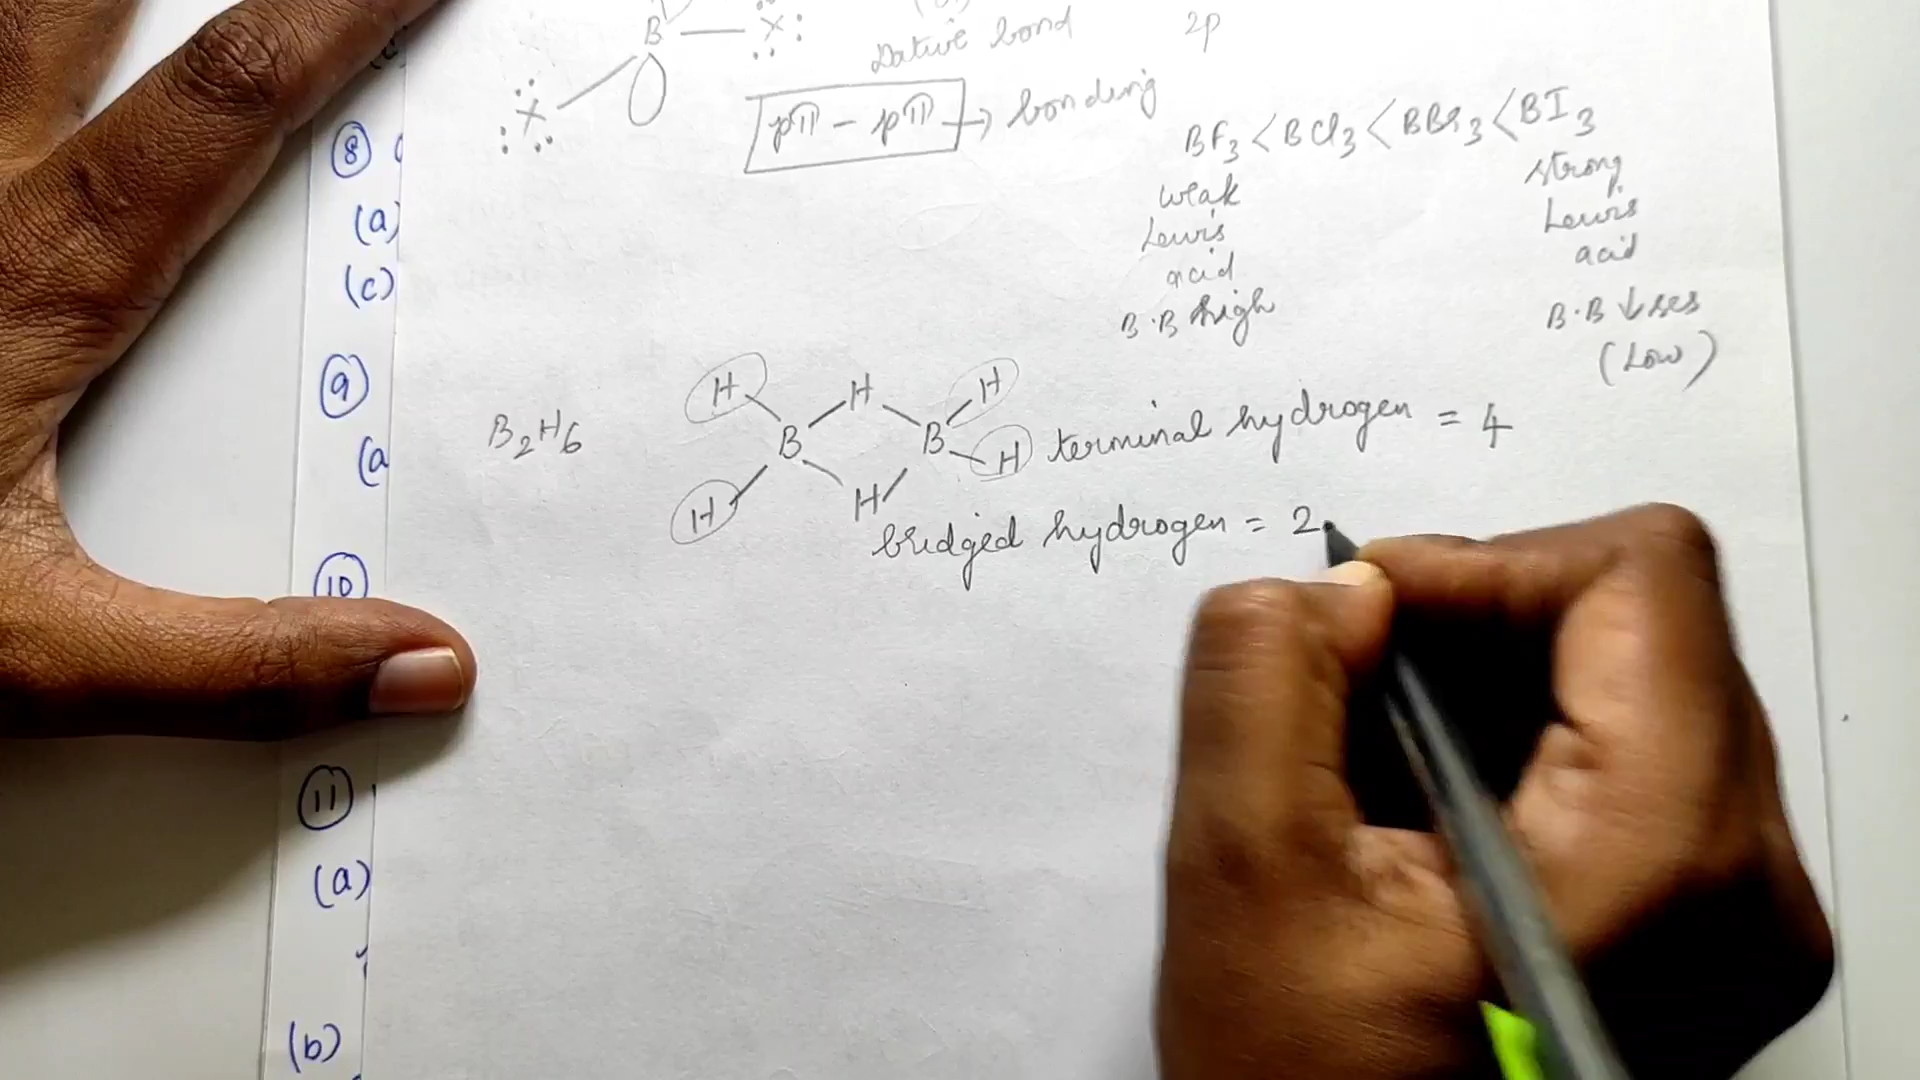 B — X
X
Dative bond
2p
pπ - pπ → bonding
BF3 < BCl3 < BBr3 < BI3
weak
Lewis
acid
B.B high
strong
Lewis
acid
B.B ↓ses
(Low)
B2H6
H H H
B B
H H H
terminal hydrogen = 4
bridged hydrogen = 2
8
(a)
(c)
9
(a
10
11
(a)
(b)